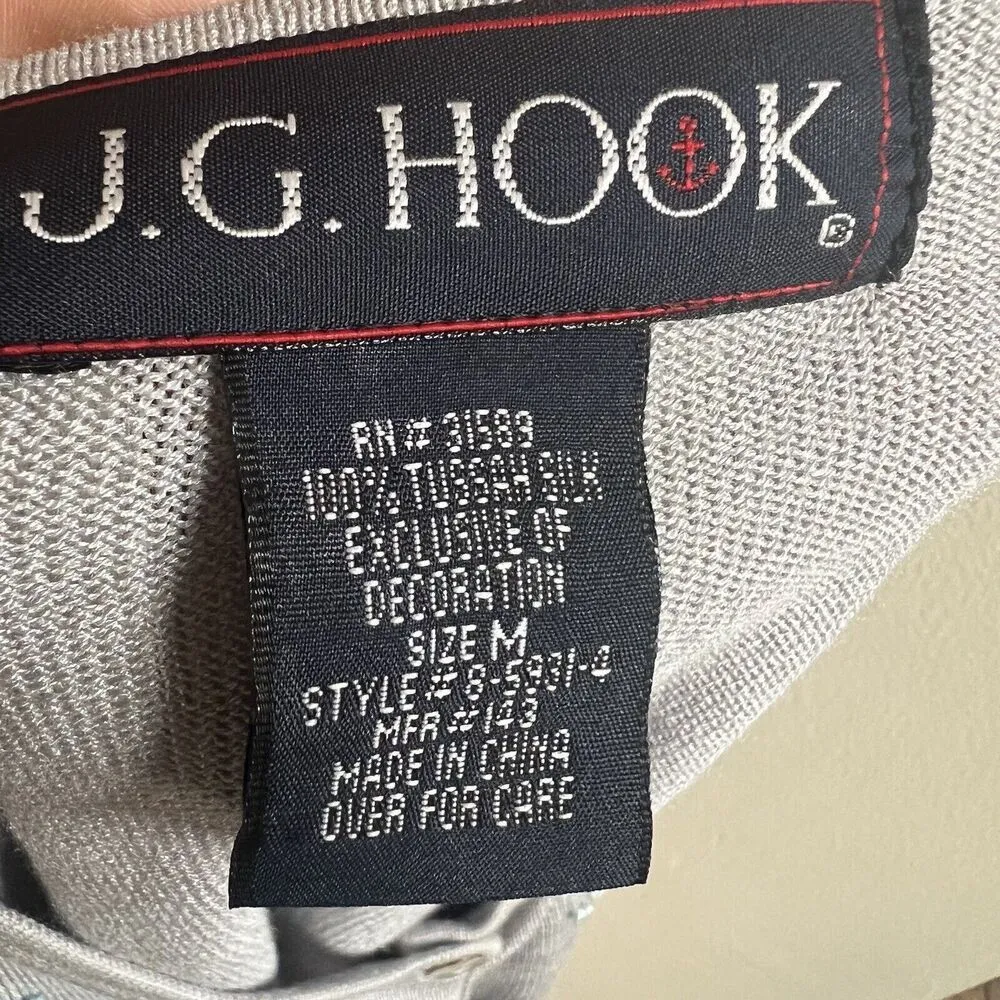 J.G. HOOK®
RN # 31589
100% TUSSAH SILK
EXCLUSIVE OF
DECORATION
SIZE M
STYLE # 9-5931-4
MFR # 143
MADE IN CHINA
OVER FOR CARE